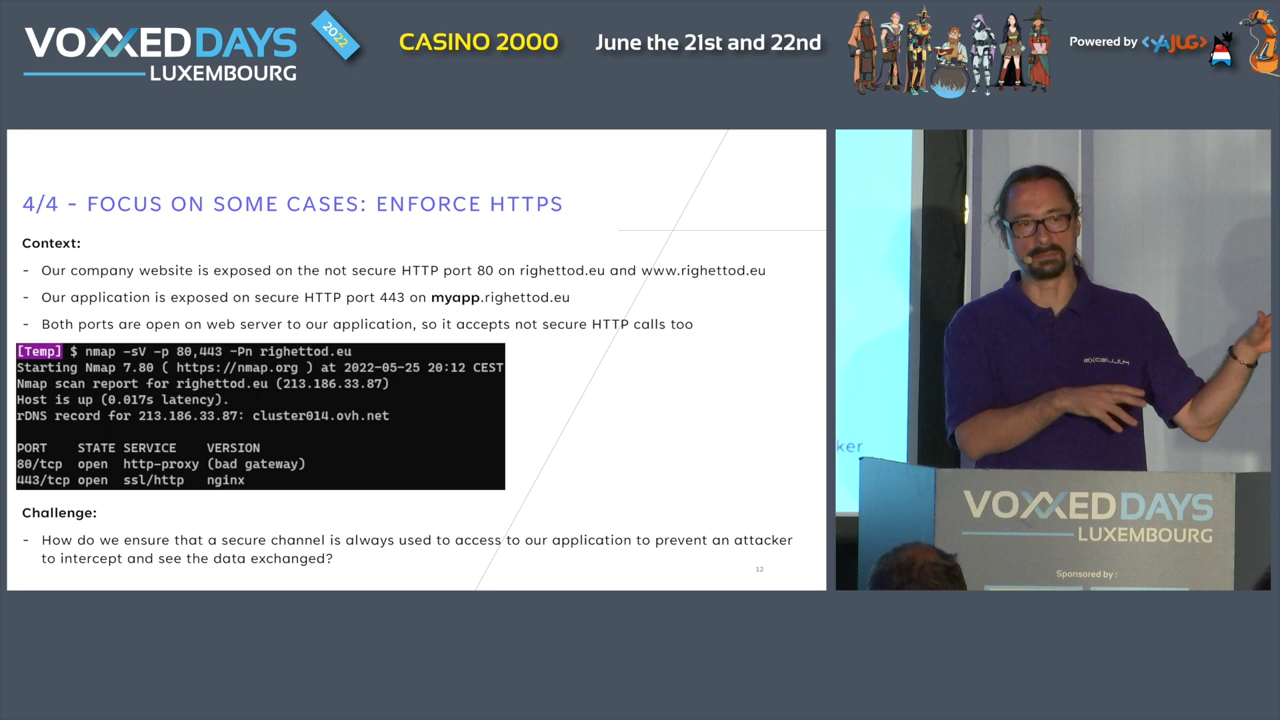 VOXXED DAYS
LUXEMBOURG
2022
CASINO 2000
June the 21st and 22nd
Powered by <YAJUG>
4/4 - FOCUS ON SOME CASES: ENFORCE HTTPS
Context:
- Our company website is exposed on the not secure HTTP port 80 on righettod.eu and www.righettod.eu
- Our application is exposed on secure HTTP port 443 on myapp.righettod.eu
- Both ports are open on web server to our application, so it accepts not secure HTTP calls too
[Temp] $ nmap -sV -p 80,443 -Pn righettod.eu
Starting Nmap 7.80 ( https://nmap.org ) at 2022-05-25 20:12 CEST
Nmap scan report for righettod.eu (213.186.33.87)
Host is up (0.017s latency).
rDNS record for 213.186.33.87: cluster014.ovh.net
PORT STATE SERVICE VERSION
80/tcp open http-proxy (bad gateway)
443/tcp open ssl/http nginx
Challenge:
- How do we ensure that a secure channel is always used to access to our application to prevent an attacker
to intercept and see the data exchanged?
12
excellium
ker
VOXXED DAYS
LUXEMBOURG
Sponsored by :